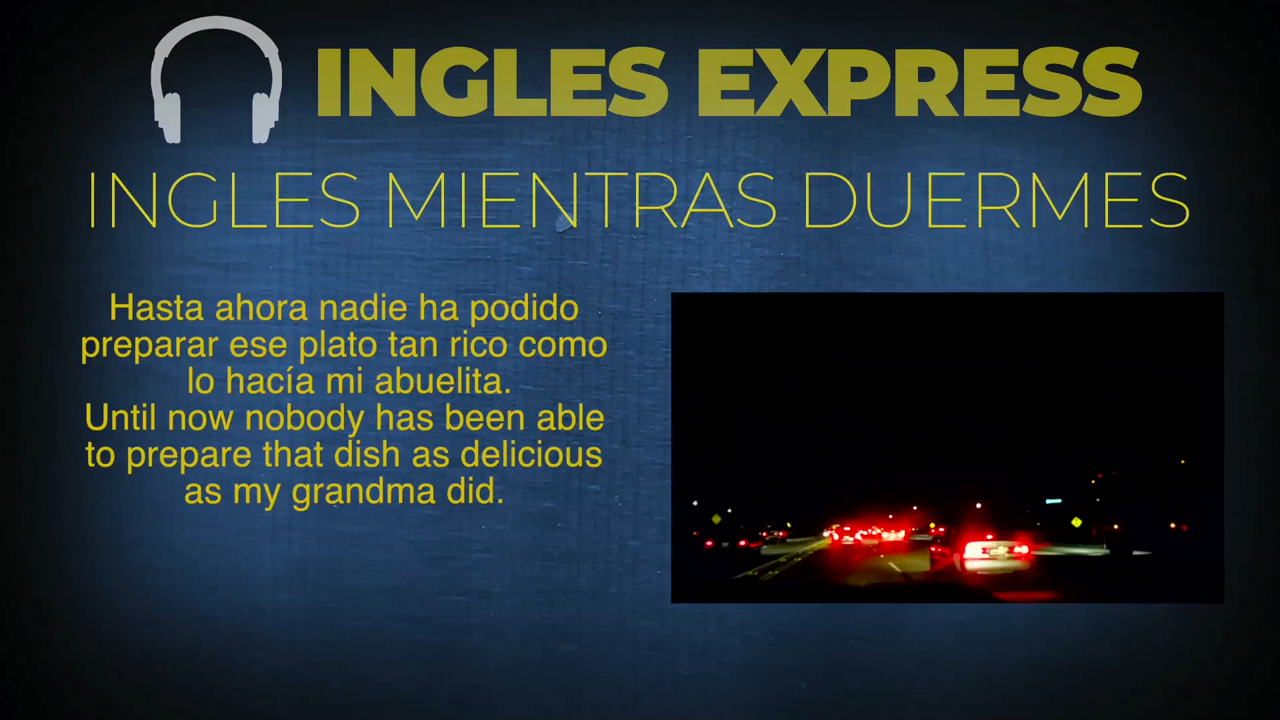 INGLES EXPRESS
INGLES MIENTRAS DUERMES
Hasta ahora nadie ha podido
preparar ese plato tan rico como
lo hacía mi abuelita.
Until now nobody has been able
to prepare that dish as delicious
as my grandma did.